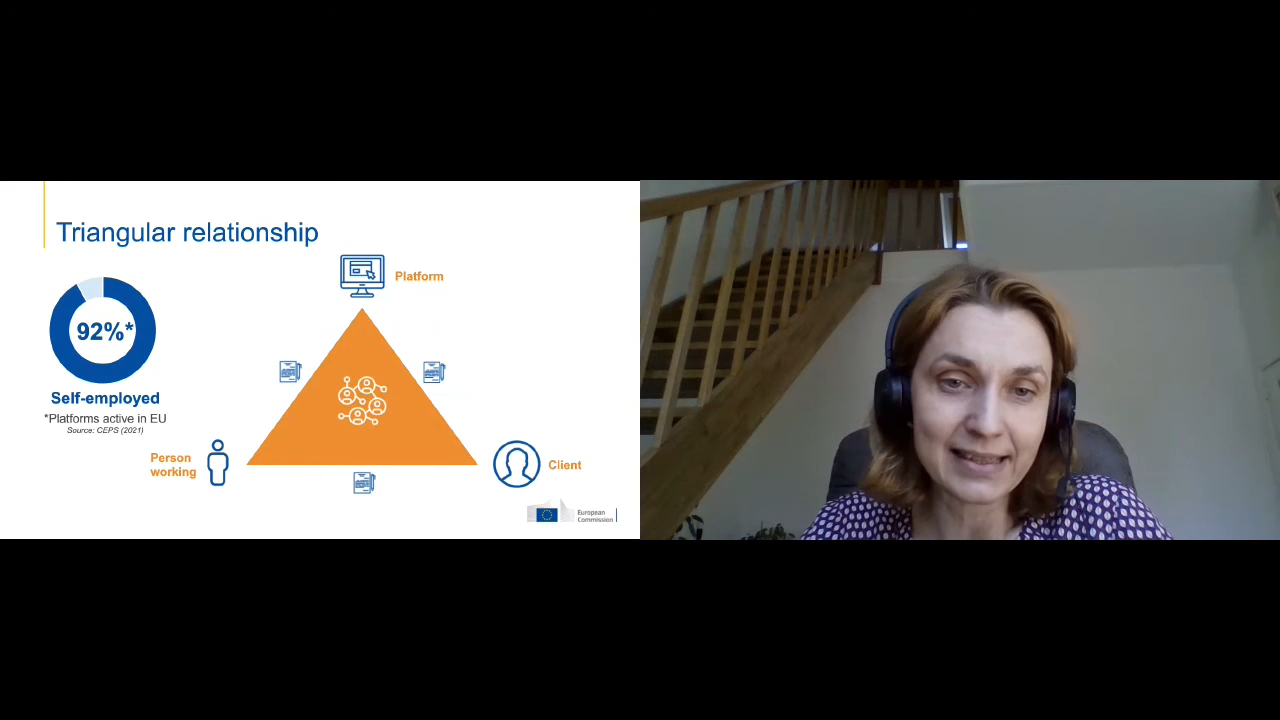 Triangular relationship
Platform
92%*
Self-employed
*Platforms active in EU
Source: CEPS (2021)
Person
working
Client
European
Commission